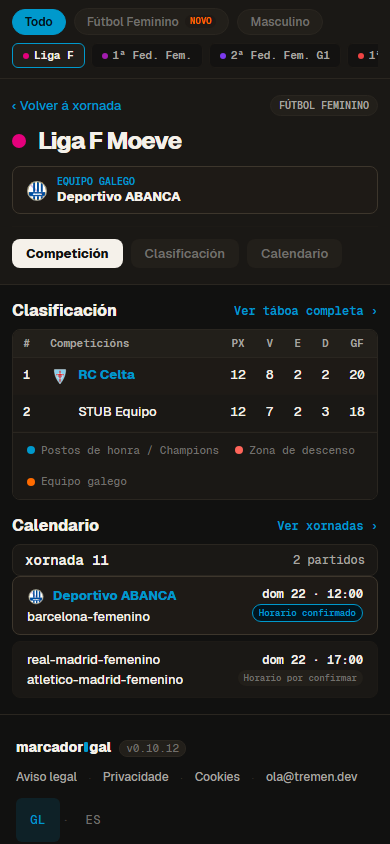 Todo Fútbol Feminino NOVO Masculino
Liga F 1ª Fed. Fem. 2ª Fed. Fem. G1
‹ Volver á xornada FÚTBOL FEMININO
Liga F Moeve
EQUIPO GALEGO
Deportivo ABANCA
Competición Clasificación Calendario
Clasificación Ver táboa completa ›
# Competicións PX V E D GF
1 RC Celta 12 8 2 2 20
2 STUB Equipo 12 7 2 3 18
Postos de honra / Champions Zona de descenso
Equipo galego
Calendario Ver xornadas ›
xornada 11 2 partidos
Deportivo ABANCA dom 22 · 12:00
barcelona-femenino Horario confirmado
real-madrid-femenino dom 22 · 17:00
atletico-madrid-femenino Horario por confirmar
marcador gal v0.10.12
Aviso legal · Privacidade · Cookies · ola@tremen.dev
GL · ES